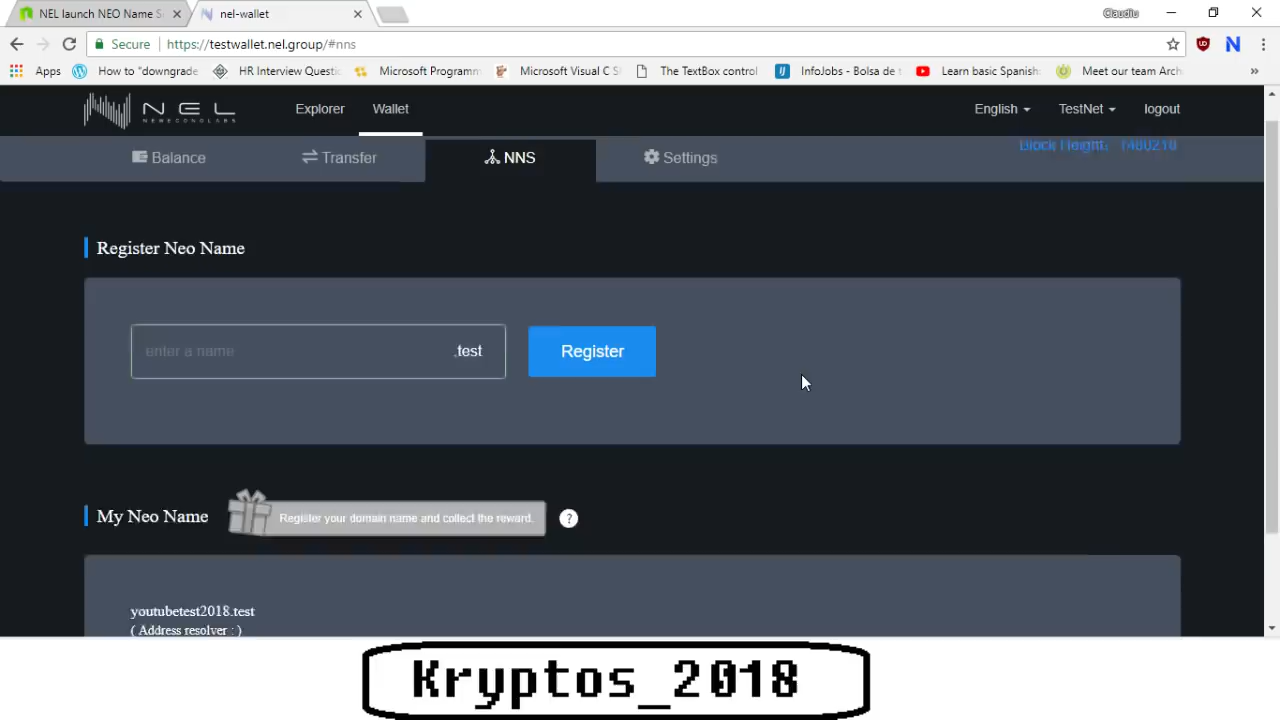 NEL launch NEO Name S
nel-wallet
Claudiu
Secure https://testwallet.nel.group/#nns
Apps How to "downgrade HR Interview Questi Microsoft Programm Microsoft Visual C S The TextBox control InfoJobs - Bolsa de t Learn basic Spanish: Meet our team Arch »
NEL
NEWECONOLABS
Explorer Wallet English TestNet logout
Balance Transfer NNS Settings Block Height: 1480210
Register Neo Name
enter a name .test Register
My Neo Name Register your domain name and collect the reward. ?
youtubetest2018.test
( Address resolver : )
Kryptos_2018